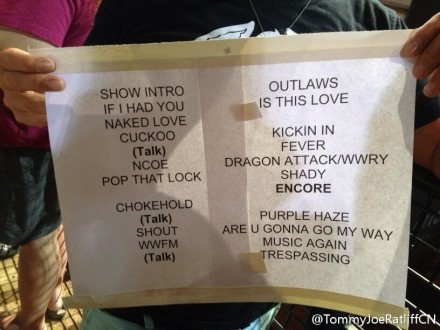 SHOW INTRO
IF I HAD YOU
NAKED LOVE
CUCKOO
(Talk)
NCOE
POP THAT LOCK
CHOKEHOLD
(Talk)
SHOUT
WWFM
(Talk)
OUTLAWS
IS THIS LOVE
KICKIN IN
FEVER
DRAGON ATTACK/WWRY
SHADY
ENCORE
PURPLE HAZE
ARE U GONNA GO MY WAY
MUSIC AGAIN
TRESPASSING
@TommyJoeRatliffCN